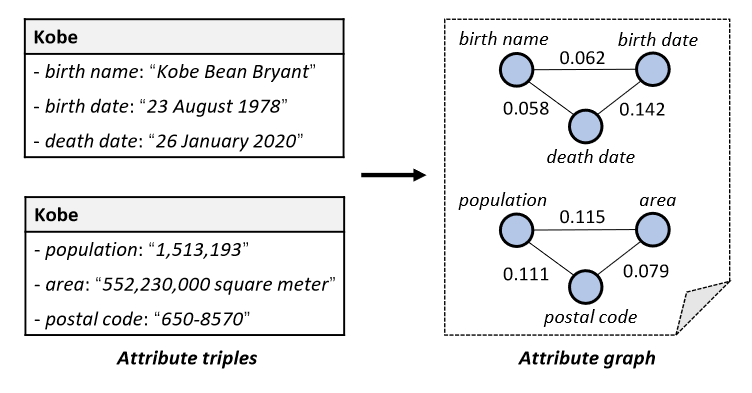 Kobe
- birth name: “Kobe Bean Bryant”
- birth date: “23 August 1978”
- death date: “26 January 2020”
Kobe
- population: “1,513,193”
- area: “552,230,000 square meter”
- postal code: “650-8570”
Attribute triples
birth name
birth date
0.062
0.058
0.142
death date
population
area
0.115
0.111
0.079
postal code
Attribute graph